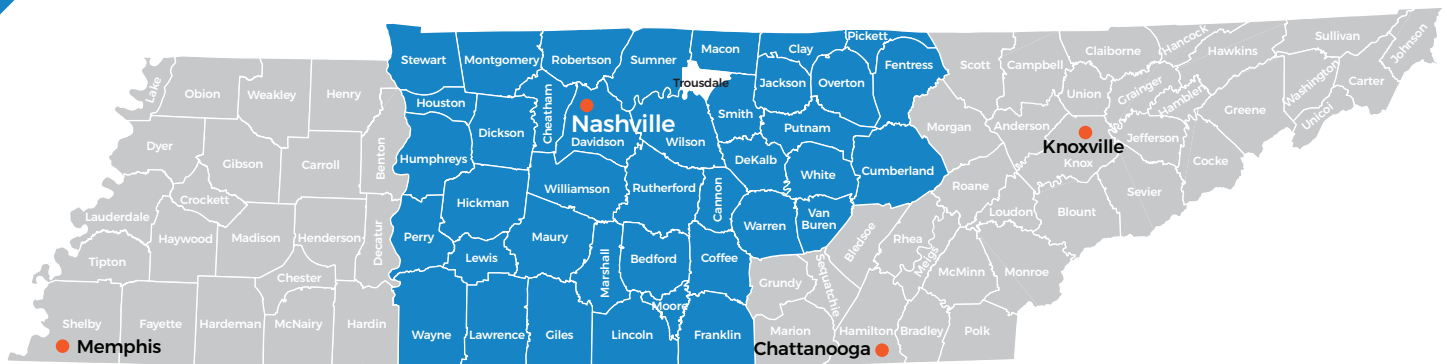 Stewart
Montgomery
Robertson
Sumner
Macon
Clay
Pickett
Fentress
Scott
Campbell
Claiborne
Hancock
Hawkins
Sullivan
Johnson
Lake
Obion
Weakley
Henry
Houston
Cheatham
Trousdale
Jackson
Overton
Union
Grainger
Hamblen
Washington
Carter
Unicoi
Greene
Dickson
Nashville
Davidson
Wilson
Smith
Putnam
Morgan
Anderson
Knoxville
Knox
Jefferson
Cocke
Dyer
Gibson
Carroll
Benton
Humphreys
Williamson
Rutherford
Cannon
DeKalb
White
Cumberland
Roane
Loudon
Blount
Sevier
Lauderdale
Crockett
Haywood
Madison
Henderson
Decatur
Perry
Hickman
Lewis
Maury
Marshall
Bedford
Coffee
Warren
Van
Buren
Bledsoe
Rhea
Meigs
McMinn
Monroe
Tipton
Chester
Moore
Grundy
Sequatchie
Shelby
Fayette
Hardeman
McNairy
Hardin
Wayne
Lawrence
Giles
Lincoln
Franklin
Marion
Hamilton
Bradley
Polk
Memphis
Chattanooga